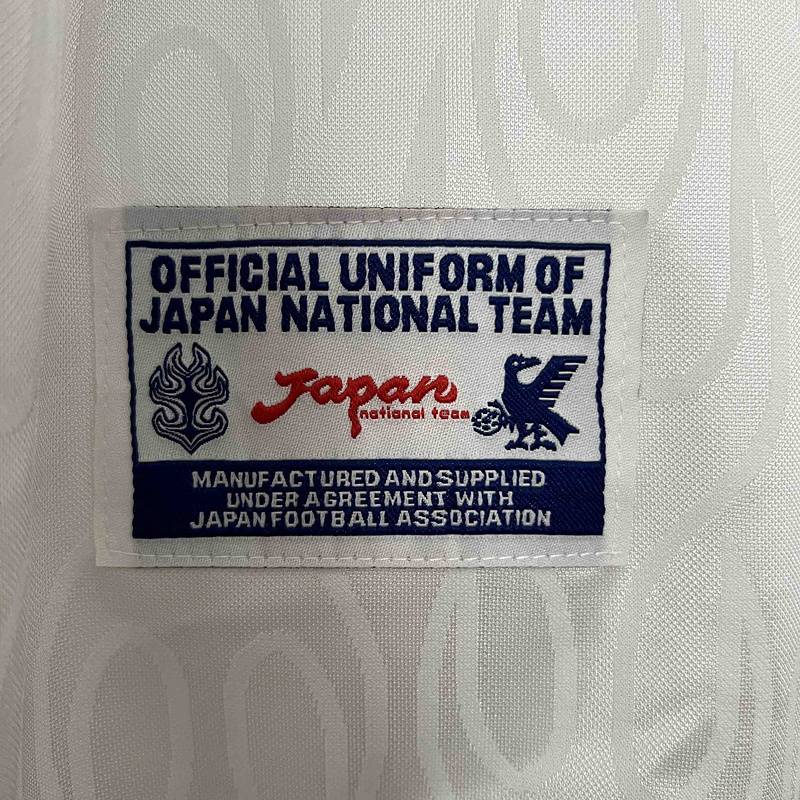 OFFICIAL UNIFORM OF
JAPAN NATIONAL TEAM
Japan
national team
MANUFACTURED AND SUPPLIED
UNDER AGREEMENT WITH
JAPAN FOOTBALL ASSOCIATION